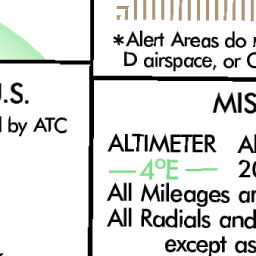 *Alert Areas do
D airspace, or
.S.
by ATC
MIS
ALTIMETER
4°E
All Mileages
All Radials and
except as